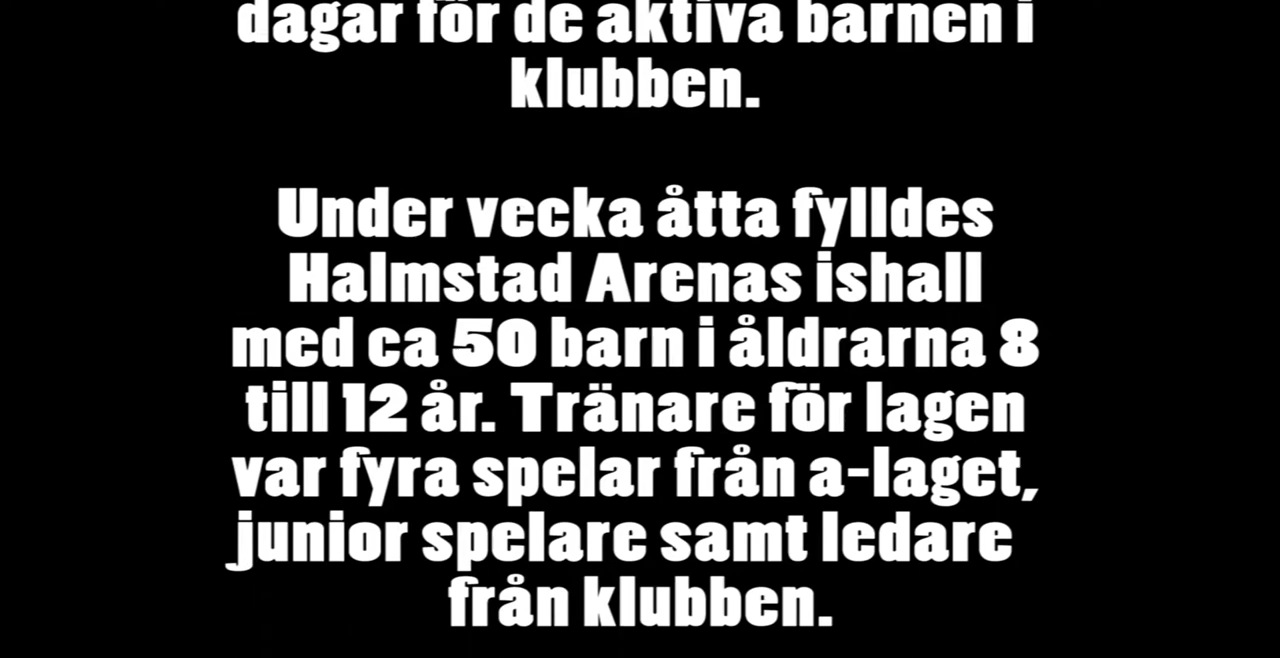 dagar för de aktiva barnen i
klubben.
Under vecka åtta fylldes
Halmstad Arenas ishall
med ca 50 barn i åldrarna 8
till 12 år. Tränare för lagen
var fyra spelar från a-laget,
junior spelare samt ledare
från klubben.